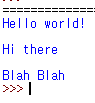 ==============
Hello world!
Hi there
Blah Blah
>>>